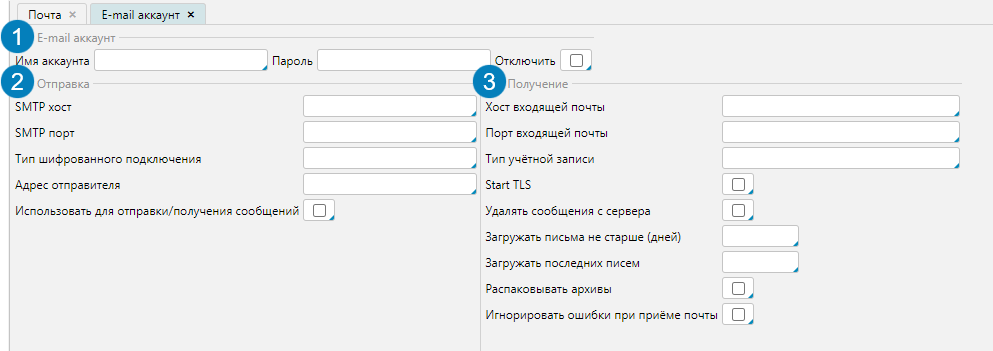 Почта × E-mail аккаунт ×
1 E-mail аккаунт
Имя аккаунта Пароль Отключить
2 Отправка
SMTP хост
SMTP порт
Тип шифрованного подключения
Адрес отправителя
Использовать для отправки/получения сообщений
3 Получение
Хост входящей почты
Порт входящей почты
Тип учётной записи
Start TLS
Удалять сообщения с сервера
Загружать письма не старше (дней)
Загружать последних писем
Распаковывать архивы
Игнорировать ошибки при приёме почты